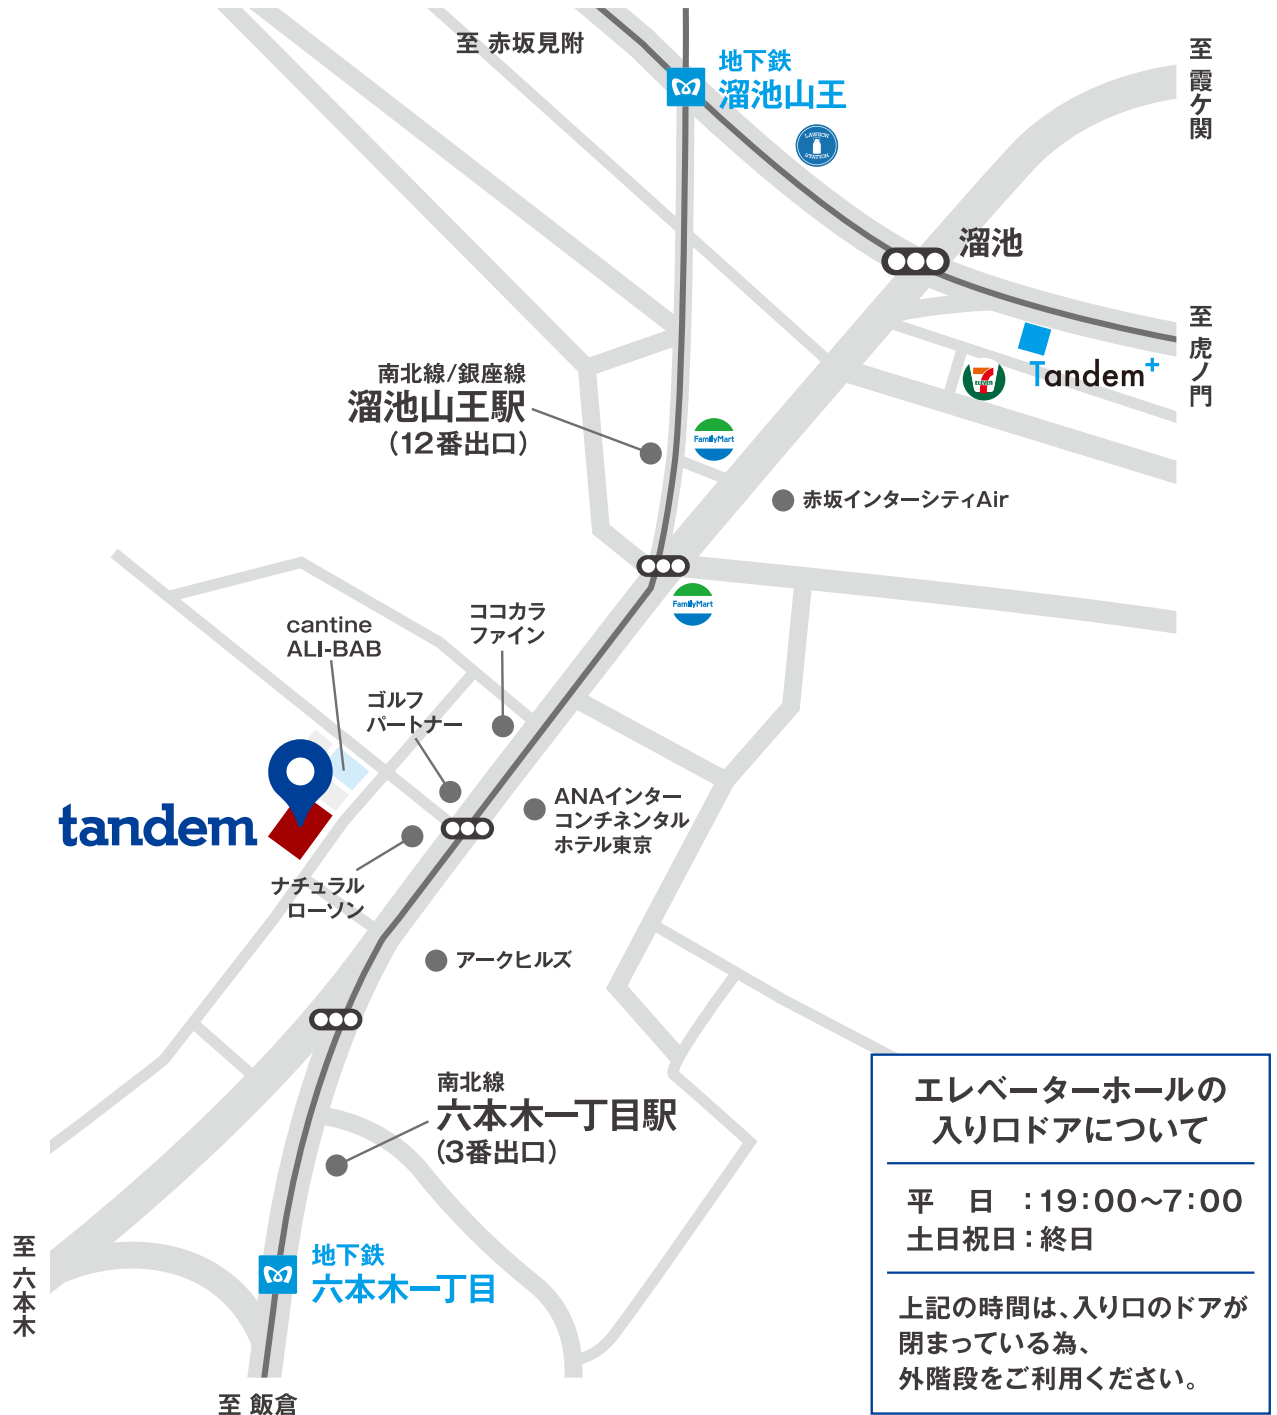 至 赤坂見附
地下鉄
溜池山王
至 霞ケ関
LAWSON
STATION
溜池
至 虎ノ門
南北線/銀座線
溜池山王駅
(12番出口)
7
ELEVEN
Tandem+
FamilyMart
赤坂インターシティAir
FamilyMart
ココカラ
ファイン
cantine
ALI-BAB
ゴルフ
パートナー
tandem
ANAインター
コンチネンタル
ホテル東京
ナチュラル
ローソン
アークヒルズ
南北線
六本木一丁目駅
(3番出口)
地下鉄
六本木一丁目
至 六本木
至 飯倉
エレベーターホールの
入り口ドアについて
平　日　：19：00～7：00
土日祝日：終日
上記の時間は、入り口のドアが
閉まっている為、
外階段をご利用ください。